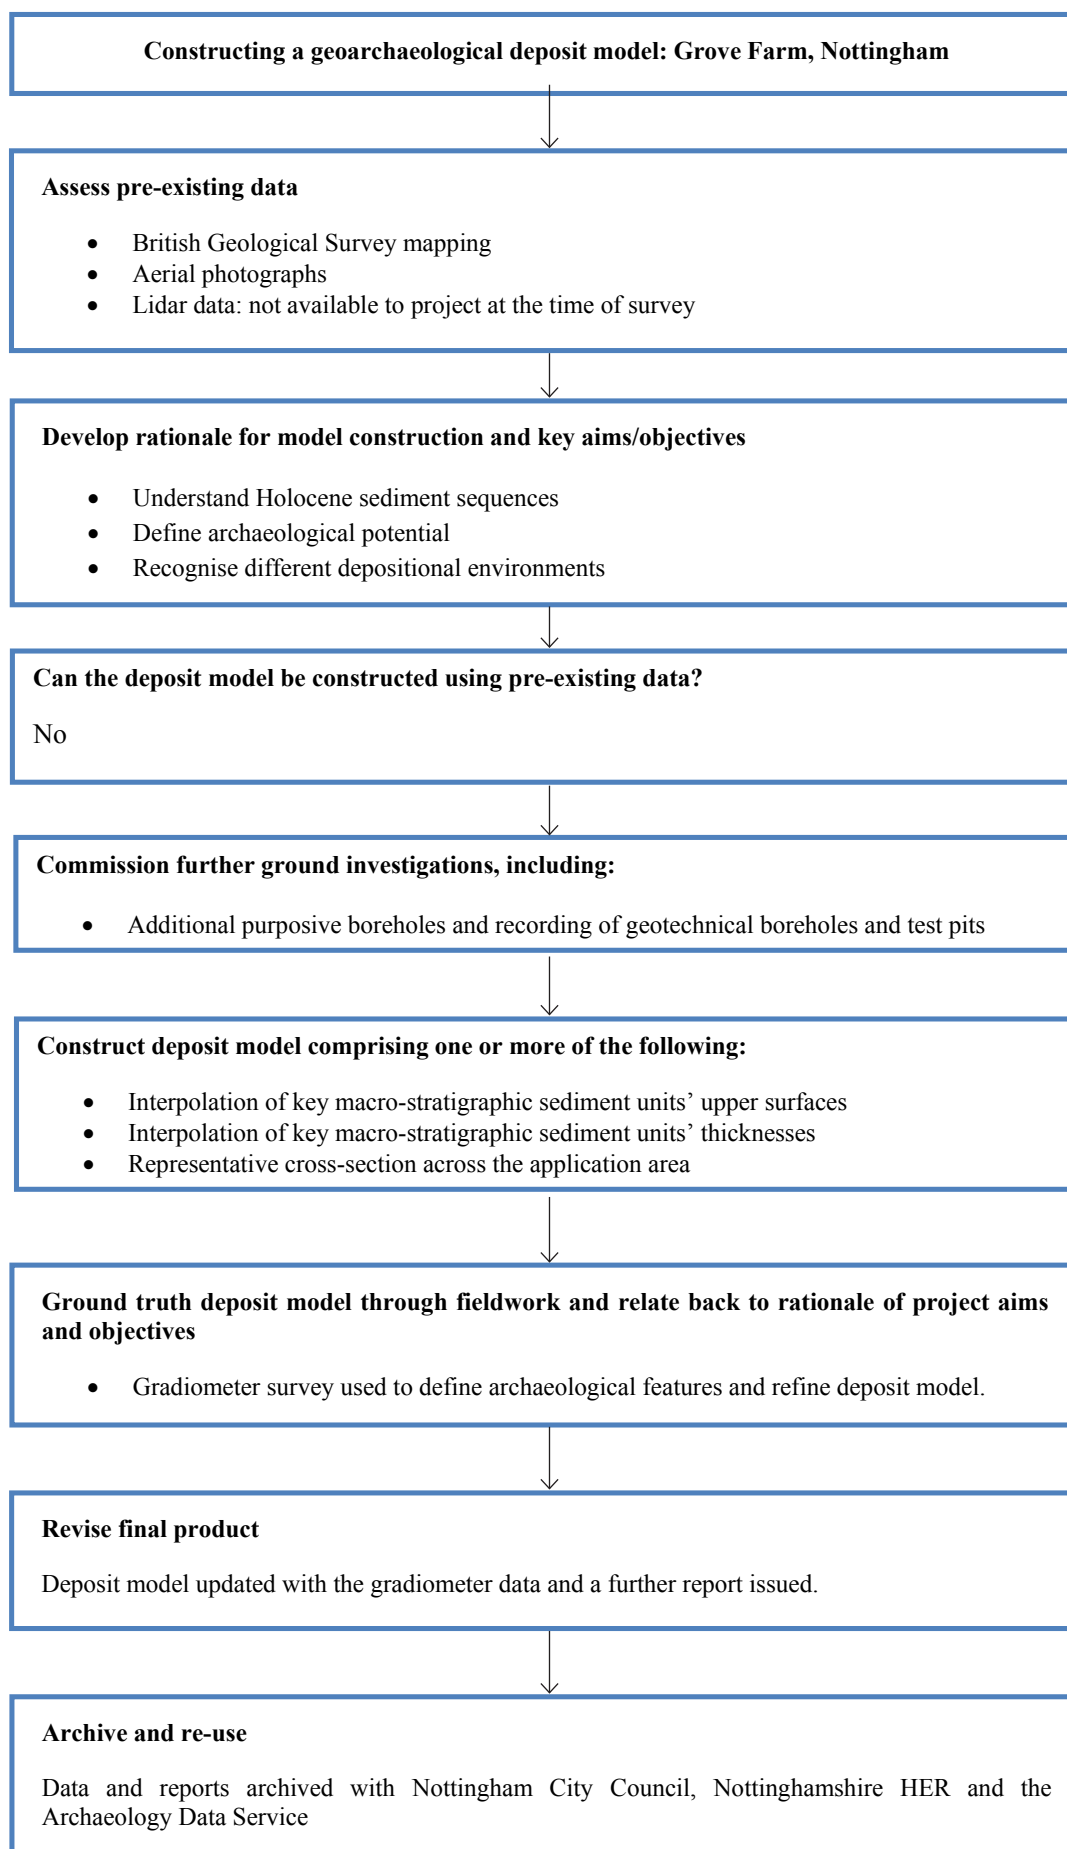 Constructing a geoarchaeological deposit model: Grove Farm, Nottingham
Assess pre-existing data
• British Geological Survey mapping
• Aerial photographs
• Lidar data: not available to project at the time of survey
Develop rationale for model construction and key aims/objectives
• Understand Holocene sediment sequences
• Define archaeological potential
• Recognise different depositional environments
Can the deposit model be constructed using pre-existing data?
No
Commission further ground investigations, including:
• Additional purposive boreholes and recording of geotechnical boreholes and test pits
Construct deposit model comprising one or more of the following:
• Interpolation of key macro-stratigraphic sediment units’ upper surfaces
• Interpolation of key macro-stratigraphic sediment units’ thicknesses
• Representative cross-section across the application area
Ground truth deposit model through fieldwork and relate back to rationale of project aims
and objectives
• Gradiometer survey used to define archaeological features and refine deposit model.
Revise final product
Deposit model updated with the gradiometer data and a further report issued.
Archive and re-use
Data and reports archived with Nottingham City Council, Nottinghamshire HER and the
Archaeology Data Service